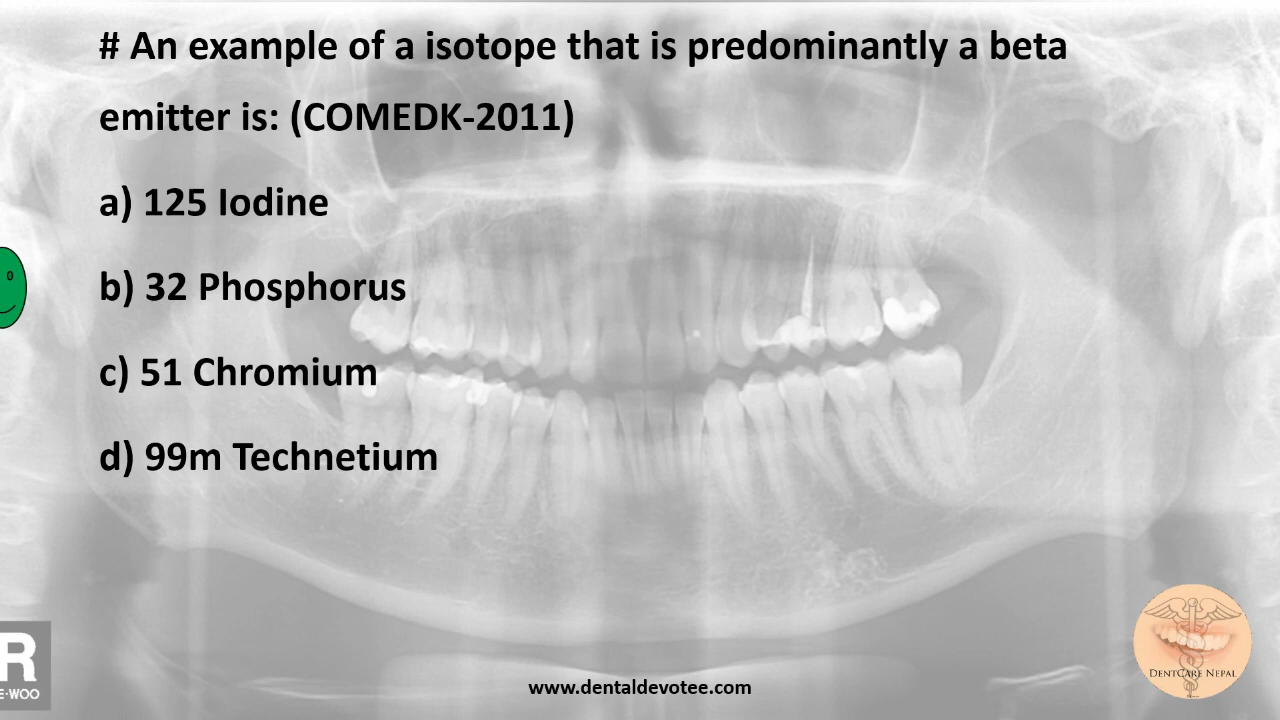 # An example of a isotope that is predominantly a beta
emitter is: (COMEDK-2011)
a) 125 Iodine
b) 32 Phosphorus
c) 51 Chromium
d) 99m Technetium
R
E-WOO
www.dentaldevotee.com
DENTCARE NEPAL